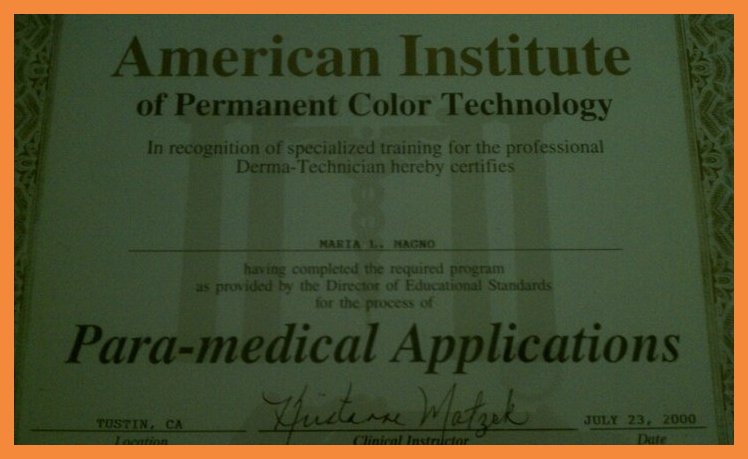 American Institute
of Permanent Color Technology
In recognition of specialized training for the professional
Derma-Technician hereby certifies
MARIA L. MAGNO
having completed the required program
as provided by the Director of Educational Standards
for the process of
Para-medical Applications
TUSTIN, CA Kristanne Matzek JULY 23, 2000
Location Clinical Instructor Date